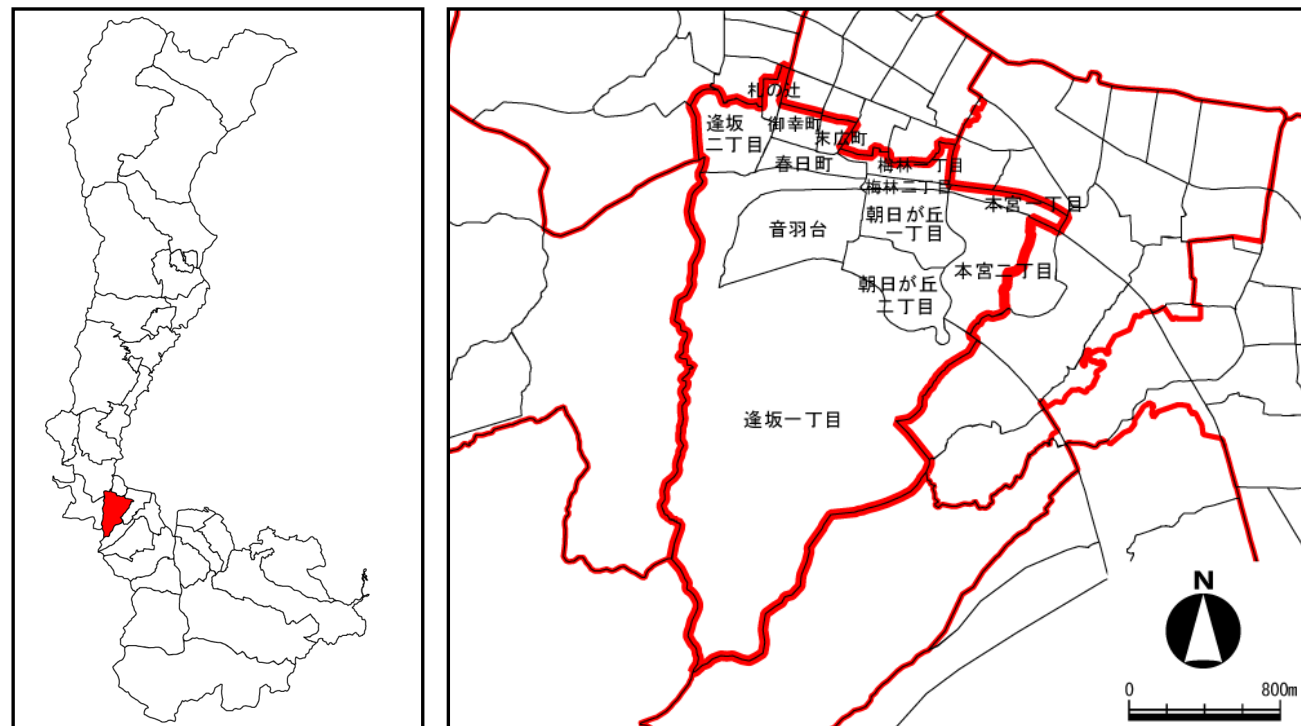 札の辻
逢坂
二丁目
御幸町
末広町
春日町
梅林一丁目
梅林二丁目
本宮一丁目
音羽台
朝日が丘
一丁目
本宮二丁目
朝日が丘
二丁目
逢坂一丁目
N
0 800m